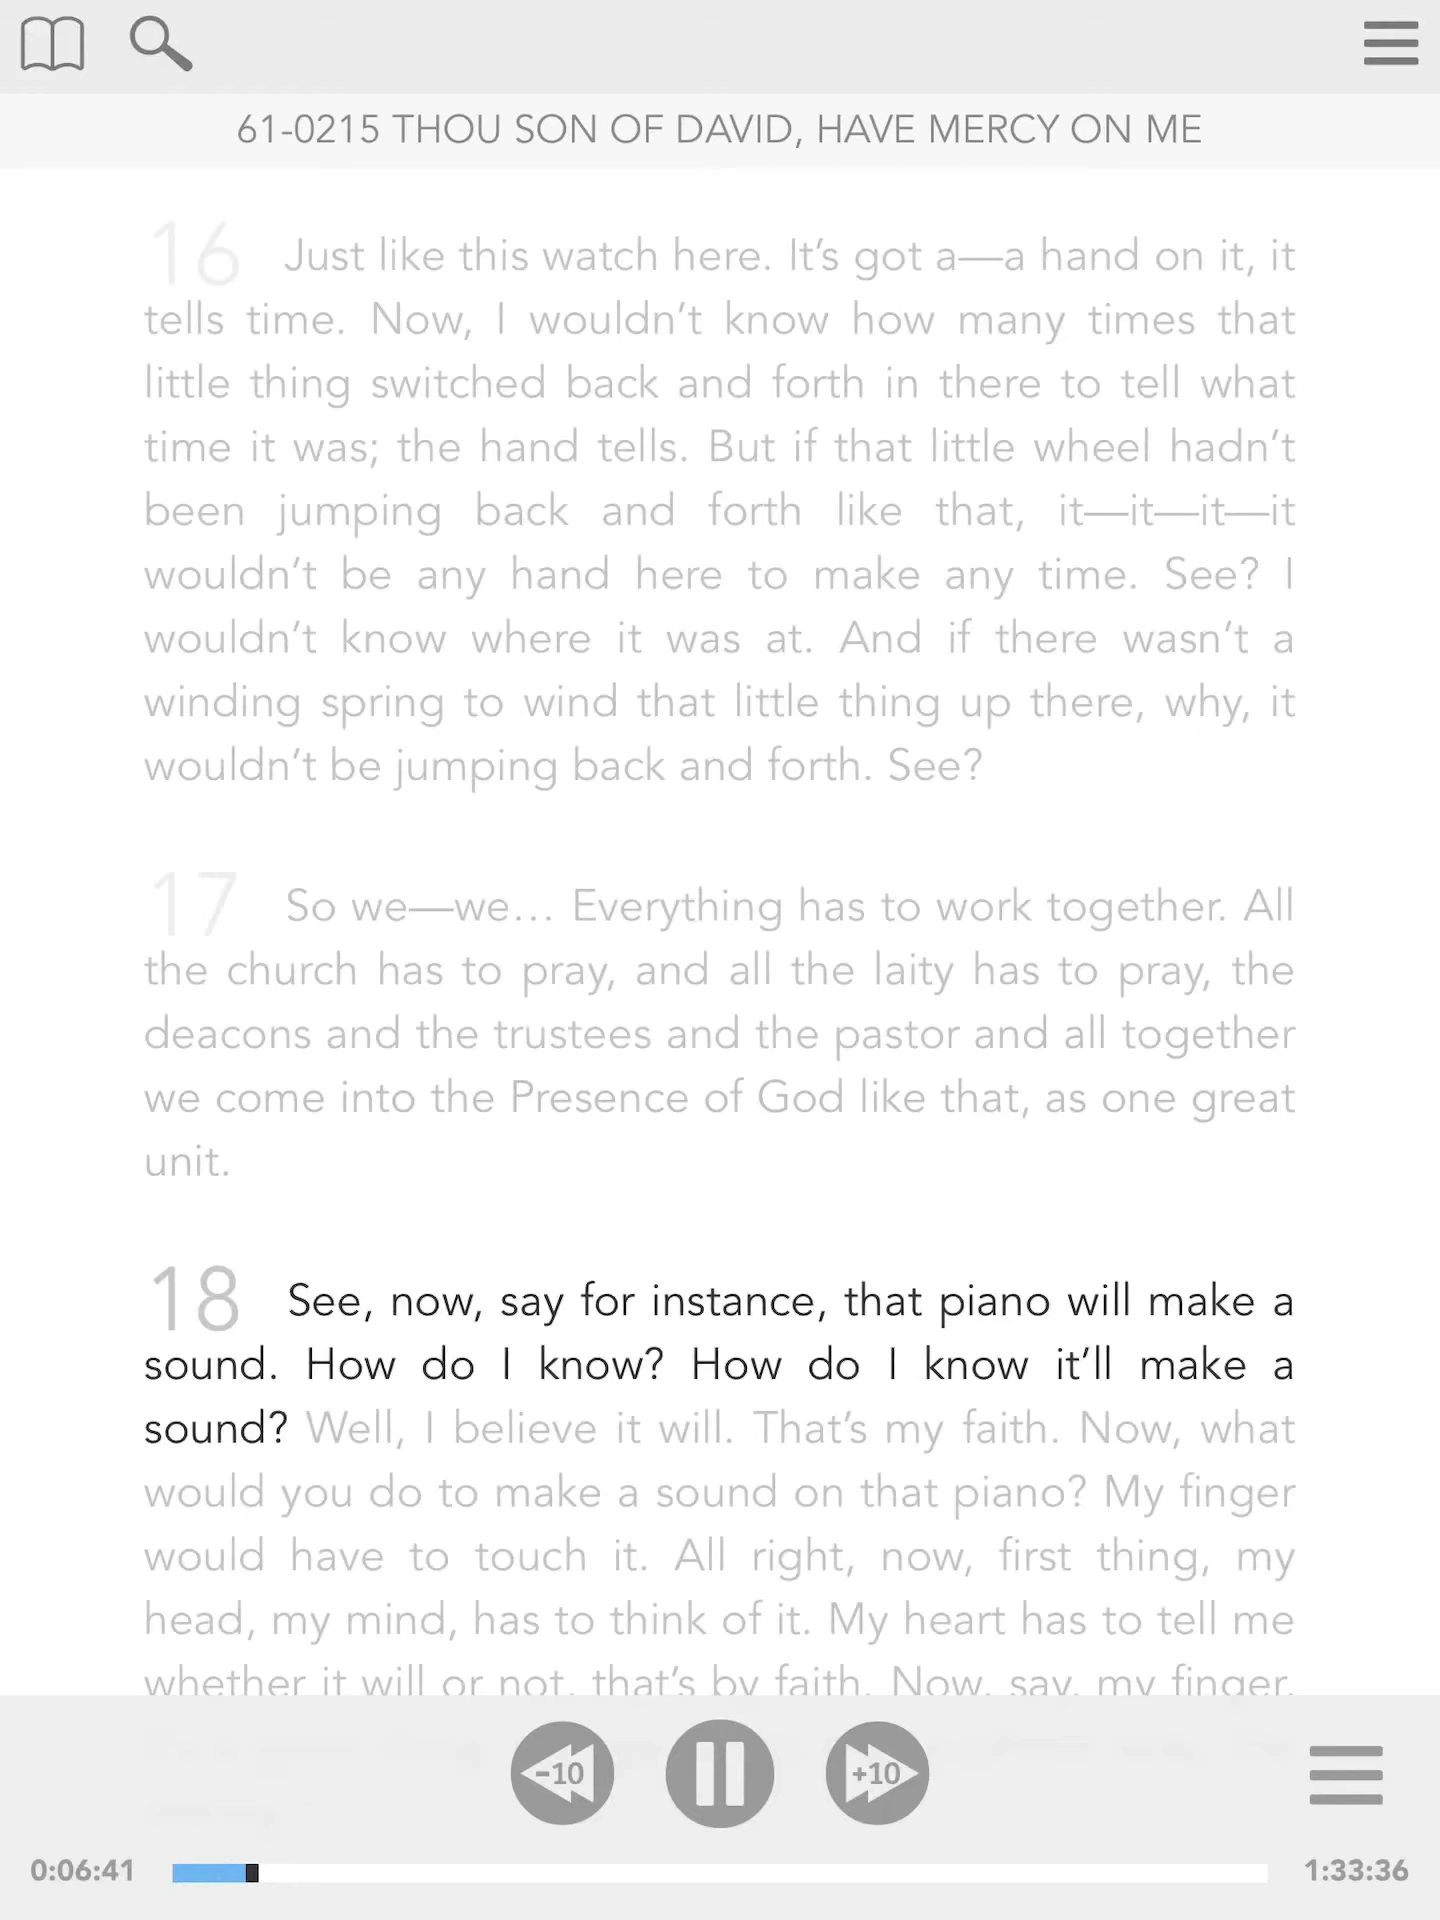 61-0215 THOU SON OF DAVID, HAVE MERCY ON ME
16 Just like this watch here. It’s got a—a hand on it, it
tells time. Now, I wouldn’t know how many times that
little thing switched back and forth in there to tell what
time it was; the hand tells. But if that little wheel hadn’t
been jumping back and forth like that, it—it—it—it
wouldn’t be any hand here to make any time. See? I
wouldn’t know where it was at. And if there wasn’t a
winding spring to wind that little thing up there, why, it
wouldn’t be jumping back and forth. See?
17 So we—we… Everything has to work together. All
the church has to pray, and all the laity has to pray, the
deacons and the trustees and the pastor and all together
we come into the Presence of God like that, as one great
unit.
18 See, now, say for instance, that piano will make a
sound. How do I know? How do I know it’ll make a
sound? Well, I believe it will. That’s my faith. Now, what
would you do to make a sound on that piano? My finger
would have to touch it. All right, now, first thing, my
head, my mind, has to think of it. My heart has to tell me
whether it will or not, that’s by faith. Now, say, my finger,
-10 +10
0:06:41 1:33:36